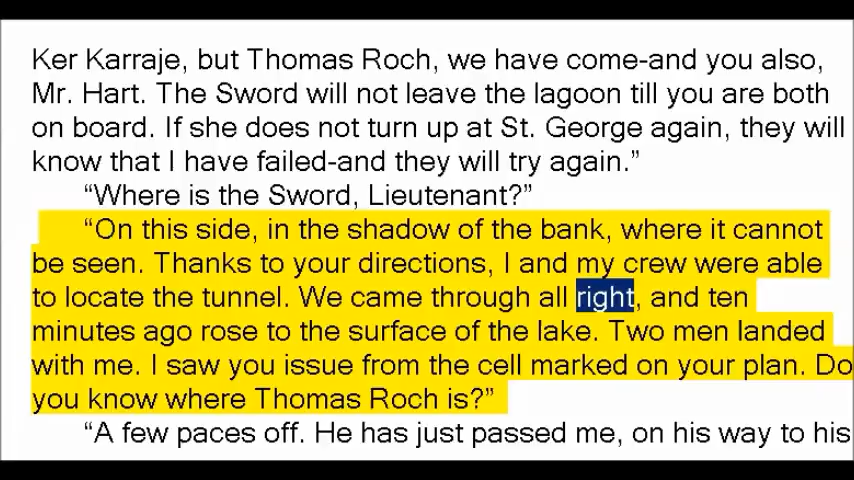 Ker Karraje, but Thomas Roch, we have come-and you also,
Mr. Hart. The Sword will not leave the lagoon till you are both
on board. If she does not turn up at St. George again, they will
know that I have failed-and they will try again.”
“Where is the Sword, Lieutenant?”
“On this side, in the shadow of the bank, where it cannot
be seen. Thanks to your directions, I and my crew were able
to locate the tunnel. We came through all right, and ten
minutes ago rose to the surface of the lake. Two men landed
with me. I saw you issue from the cell marked on your plan. Do
you know where Thomas Roch is?”
“A few paces off. He has just passed me, on his way to his